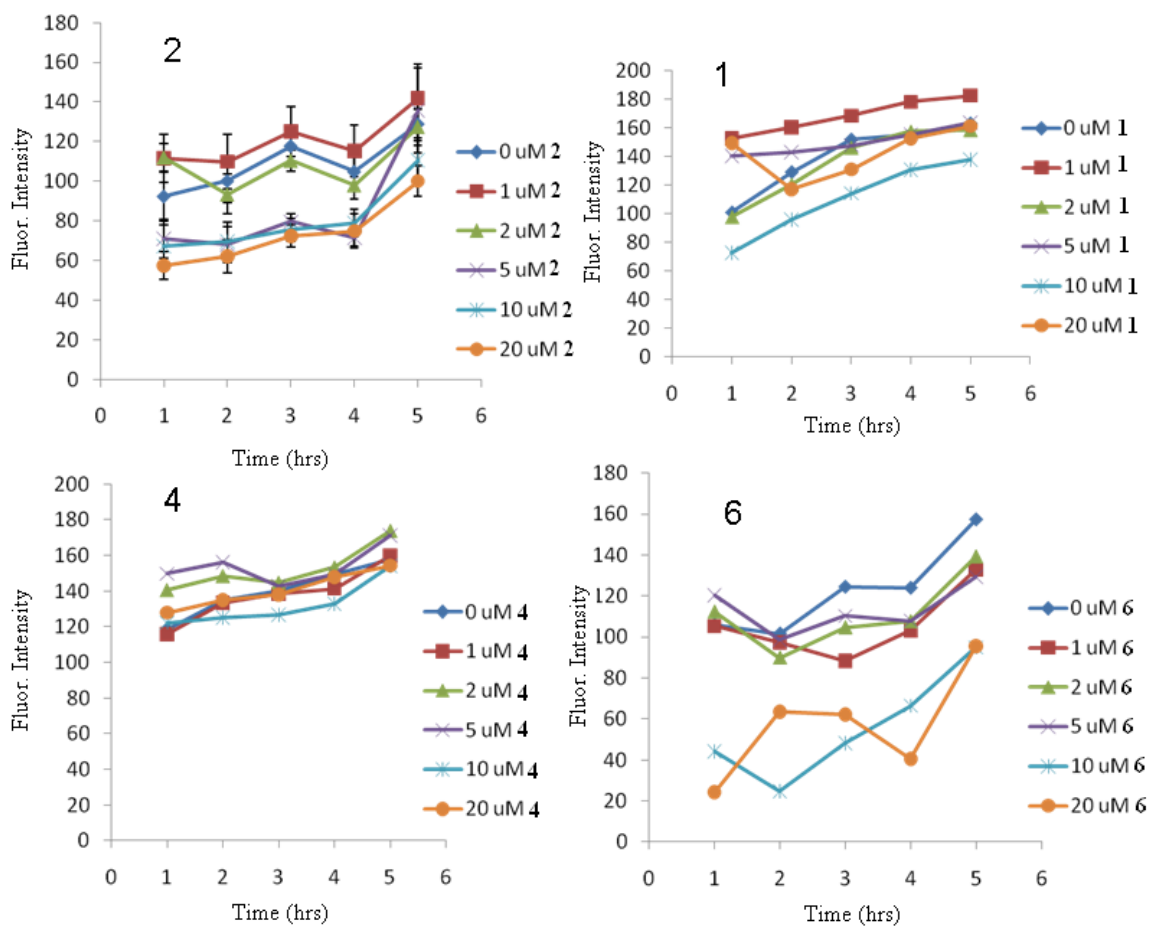 2
Fluor. Intensity
180
160
140
120
100
80
60
40
20
0
0 1 2 3 4 5 6
Time (hrs)
0 uM 2
1 uM 2
2 uM 2
5 uM 2
10 uM 2
20 uM 2
1
Fluor. Intensity
200
180
160
140
120
100
80
60
40
20
0
0 1 2 3 4 5 6
Time (hrs)
0 uM 1
1 uM 1
2 uM 1
5 uM 1
10 uM 1
20 uM 1
4
Fluor. Intensity
200
180
160
140
120
100
80
60
40
20
0
0 1 2 3 4 5 6
Time (hrs)
0 uM 4
1 uM 4
2 uM 4
5 uM 4
10 uM 4
20 uM 4
6
Fluor. Intensity
180
160
140
120
100
80
60
40
20
0
0 1 2 3 4 5 6
Time (hrs)
0 uM 6
1 uM 6
2 uM 6
5 uM 6
10 uM 6
20 uM 6